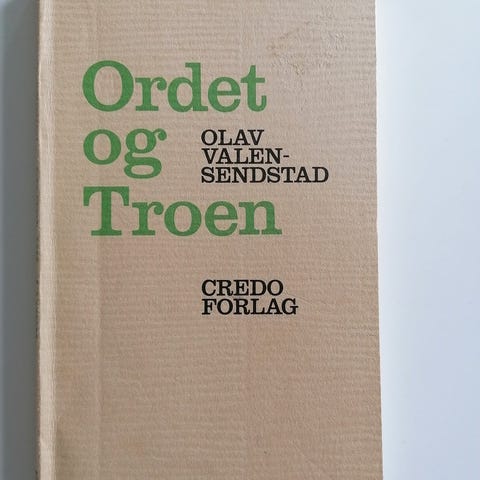 Ordet
og
Troen
OLAV
VALEN-
SENDSTAD
CREDO
FORLAG